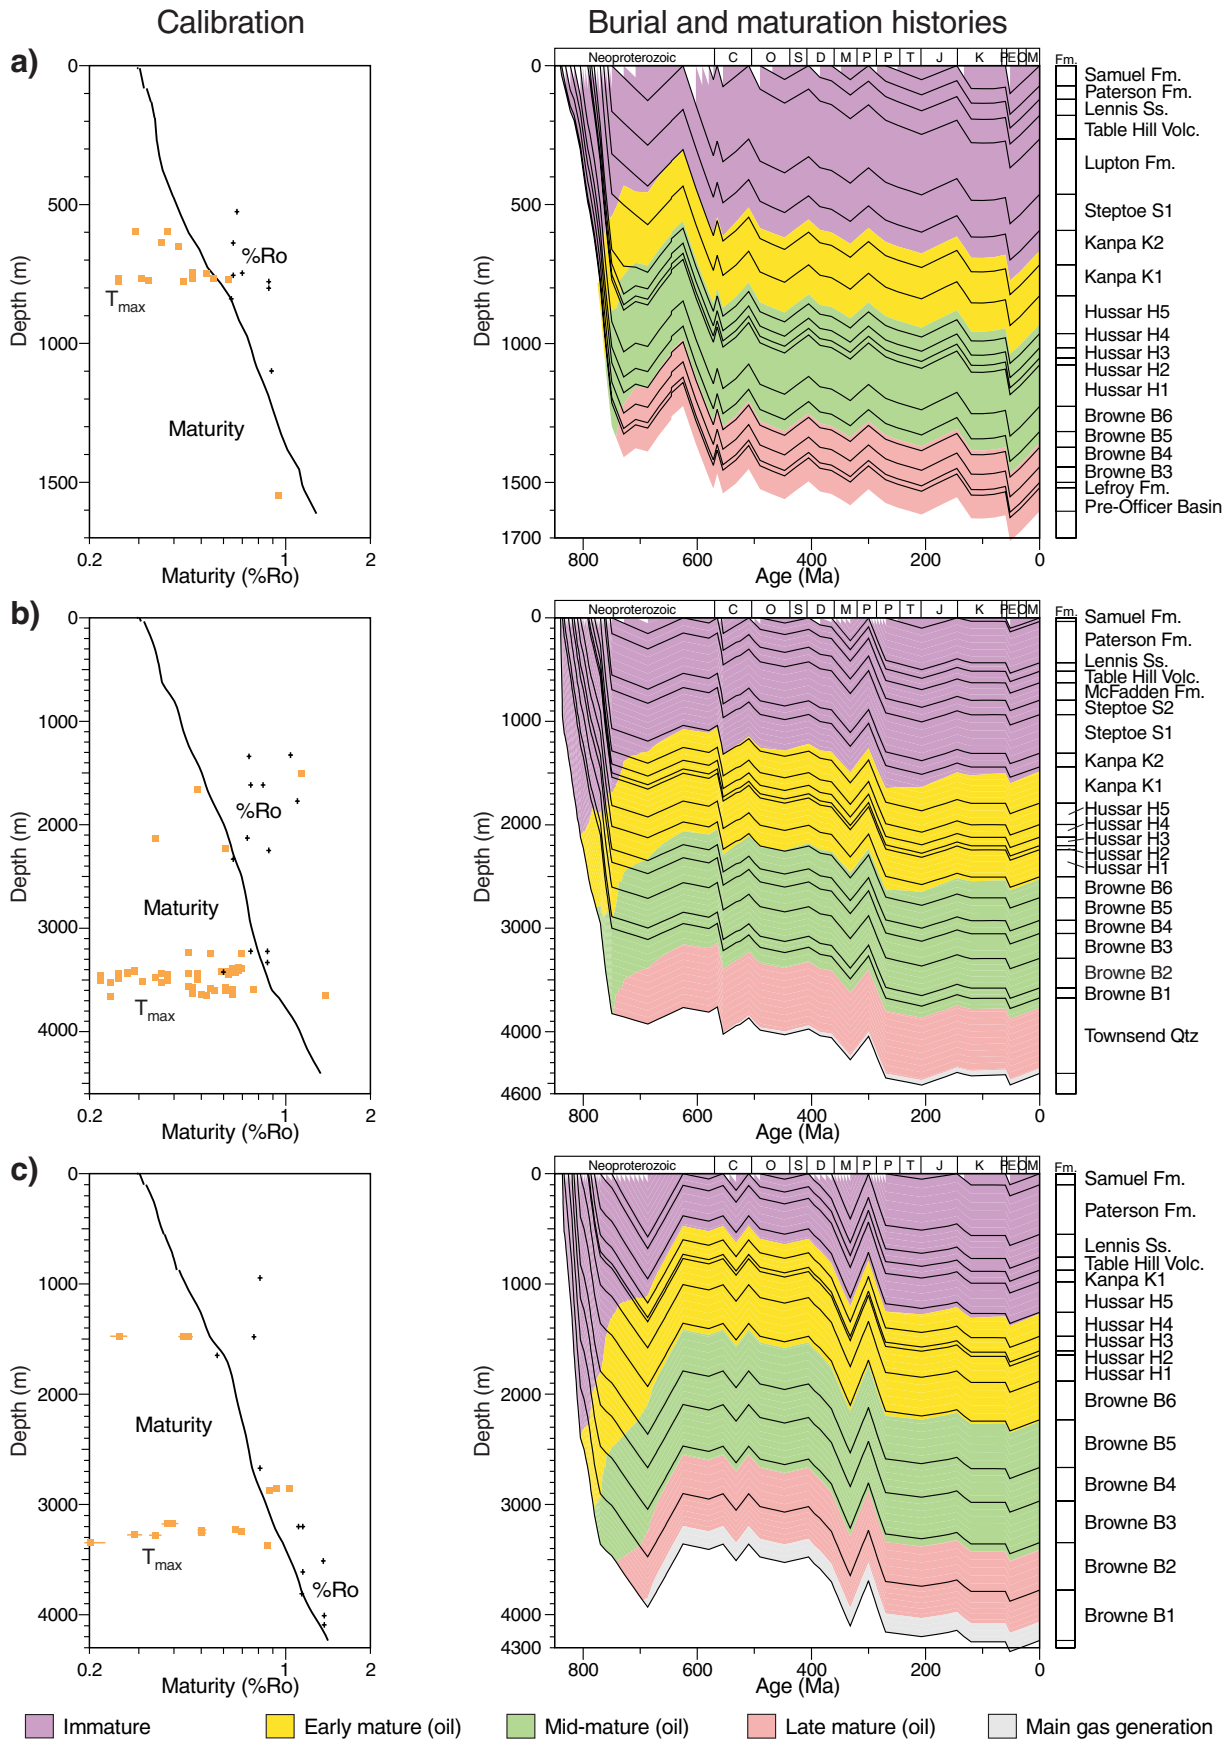 Calibration
Burial and maturation histories
a)
Neoproterozoic C O S D M P P T J K P E O M
Fm.
0
500
1000
1500
Depth (m)
%Ro
Tmax
Maturity
0.2 1 2
Maturity (%Ro)
0
500
1000
1500
1700
Depth (m)
800 600 400 200 0
Age (Ma)
Samuel Fm.
Paterson Fm.
Lennis Ss.
Table Hill Volc.
Lupton Fm.
Steptoe S1
Kanpa K2
Kanpa K1
Hussar H5
Hussar H4
Hussar H3
Hussar H2
Hussar H1
Browne B6
Browne B5
Browne B4
Browne B3
Lefroy Fm.
Pre-Officer Basin
b)
Neoproterozoic C O S D M P P T J K P E O M
Fm.
0
1000
2000
3000
4000
Depth (m)
%Ro
Maturity
Tmax
0.2 1 2
Maturity (%Ro)
0
1000
2000
3000
4000
4600
Depth (m)
800 600 400 200 0
Age (Ma)
Samuel Fm.
Paterson Fm.
Lennis Ss.
Table Hill Volc.
McFadden Fm.
Steptoe S2
Steptoe S1
Kanpa K2
Kanpa K1
Hussar H5
Hussar H4
Hussar H3
Hussar H2
Hussar H1
Browne B6
Browne B5
Browne B4
Browne B3
Browne B2
Browne B1
Townsend Qtz
c)
Neoproterozoic C O S D M P P T J K P E O M
Fm.
0
1000
2000
3000
4000
Depth (m)
Maturity
Tmax
%Ro
0.2 1 2
Maturity (%Ro)
0
1000
2000
3000
4000
4300
Depth (m)
800 600 400 200 0
Age (Ma)
Samuel Fm.
Paterson Fm.
Lennis Ss.
Table Hill Volc.
Kanpa K1
Hussar H5
Hussar H4
Hussar H3
Hussar H2
Hussar H1
Browne B6
Browne B5
Browne B4
Browne B3
Browne B2
Browne B1
Immature
Early mature (oil)
Mid-mature (oil)
Late mature (oil)
Main gas generation